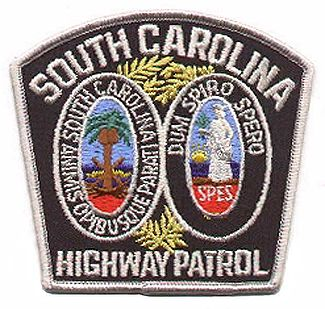 SOUTH CAROLINA
SOUTH CAROLINA
ANIMIS OPIBUSQUE PARATI
DUM SPIRO SPERO
SPES
HIGHWAY PATROL